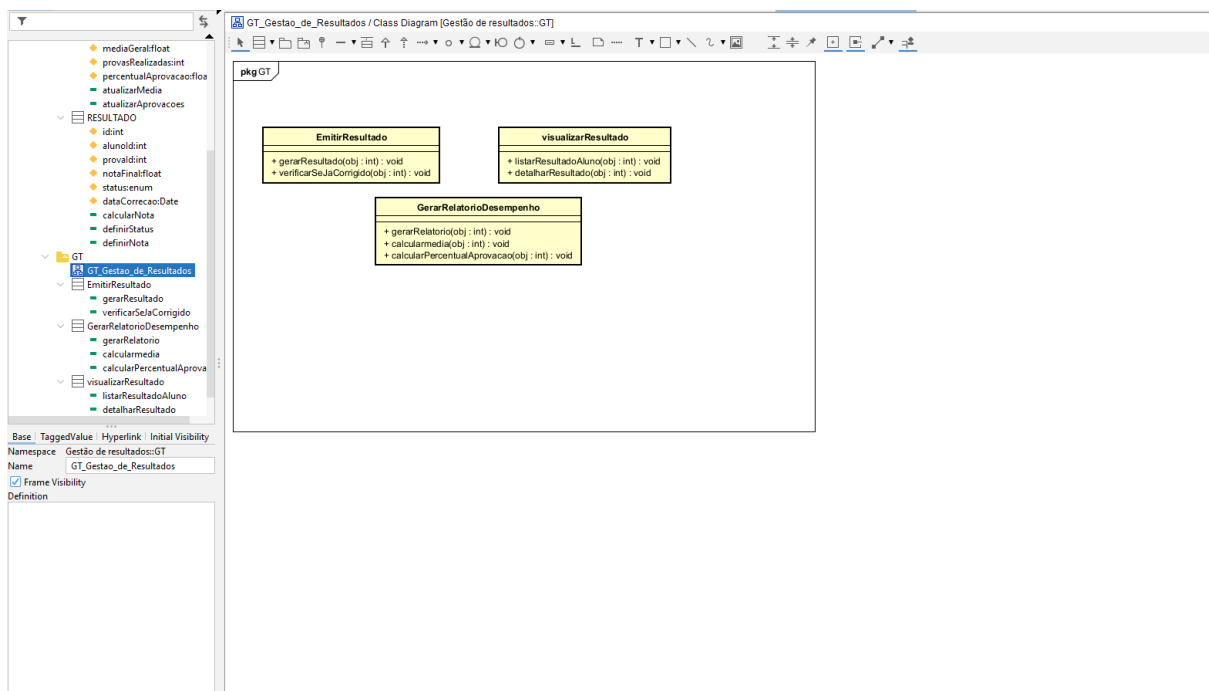 mediaGeral:float
provasRealizadas:int
percentualAprovacao:floa
atualizarMedia
atualizarAprovacoes
RESULTADO
id:int
alunoId:int
provaId:int
notaFinal:float
status:enum
dataCorrecao:Date
calcularNota
definirStatus
definirNota
GT
GT_Gestao_de_Resultados
EmitirResultado
gerarResultado
verificarSeJaCorrigido
GerarRelatorioDesempenho
gerarRelatorio
calcularmedia
calcularPercentualAprova
visualizarResultado
listarResultadoAluno
detalharResultado
Base TaggedValue Hyperlink Initial Visibility
Namespace Gestão de resultados::GT
Name GT_Gestao_de_Resultados
Frame Visibility
Definition
GT_Gestao_de_Resultados / Class Diagram [Gestão de resultados::GT]
T
pkg GT
EmitirResultado
+ gerarResultado(obj : int) : void
+ verificarSeJaCorrigido(obj : int) : void
visualizarResultado
+ listarResultadoAluno(obj : int) : void
+ detalharResultado(obj : int) : void
GerarRelatorioDesempenho
+ gerarRelatorio(obj : int) : void
+ calcularmedia(obj : int) : void
+ calcularPercentualAprovacao(obj : int) : void